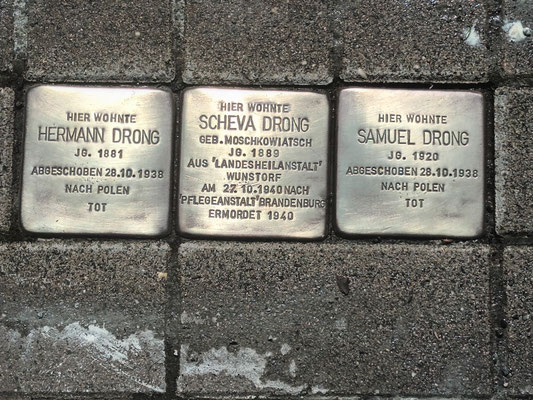 HIER WOHNTE
HERMANN DRONG
JG. 1881
ABGESCHOBEN 28.10.1938
NACH POLEN
TOT
HIER WOHNTE
SCHEVA DRONG
GEB. MOSCHKOWIATSCH
JG. 1889
AUS "LANDESHEILANSTALT"
WUNSTORF
AM 27.10.1940 NACH
"PFLEGEANSTALT" BRANDENBURG
ERMORDET 1940
HIER WOHNTE
SAMUEL DRONG
JG. 1920
ABGESCHOBEN 28.10.1938
NACH POLEN
TOT